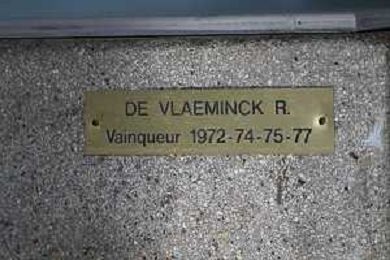 DE VLAEMINCK R.
Vainqueur 1972-74-75-77